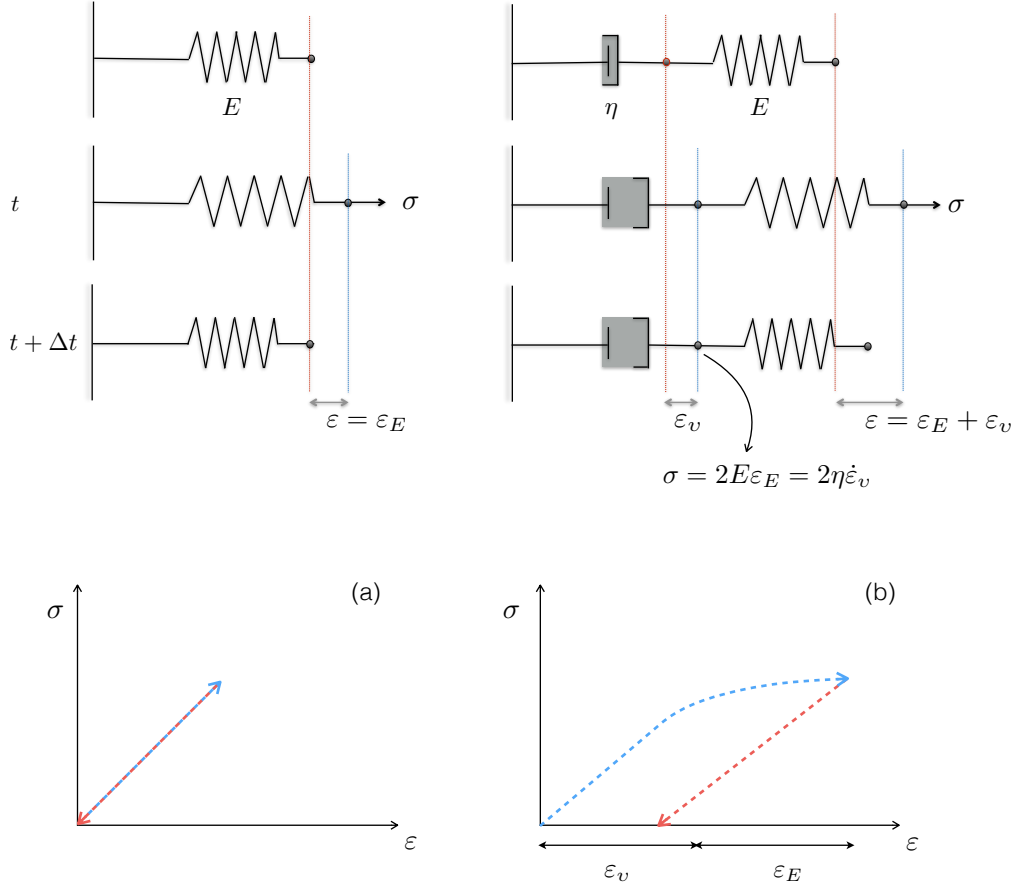 E
η
E
t
σ
σ
t + Δt
ε = ε_E
ε_υ
ε = ε_E + ε_υ
σ = 2Eε_E = 2ηε̇_υ
(a)
(b)
σ
σ
ε
ε
ε_υ
ε_E